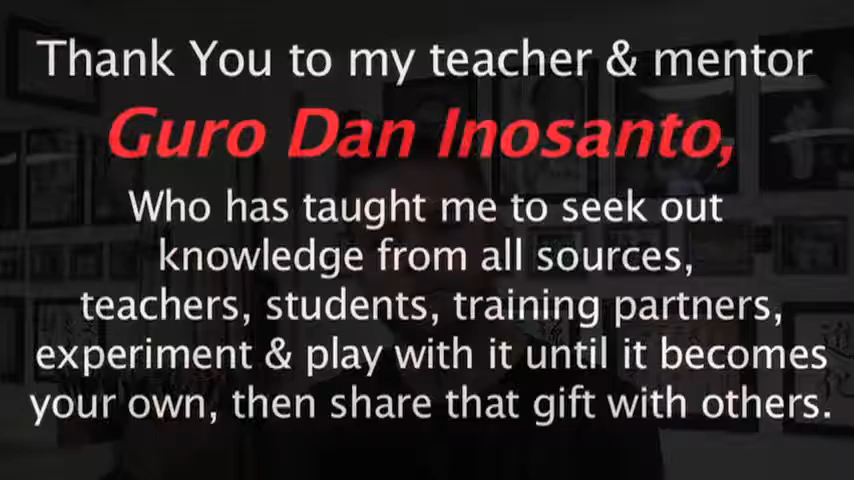 Thank You to my teacher & mentor
Guro Dan Inosanto,
Who has taught me to seek out
knowledge from all sources,
teachers, students, training partners,
experiment & play with it until it becomes
your own, then share that gift with others.